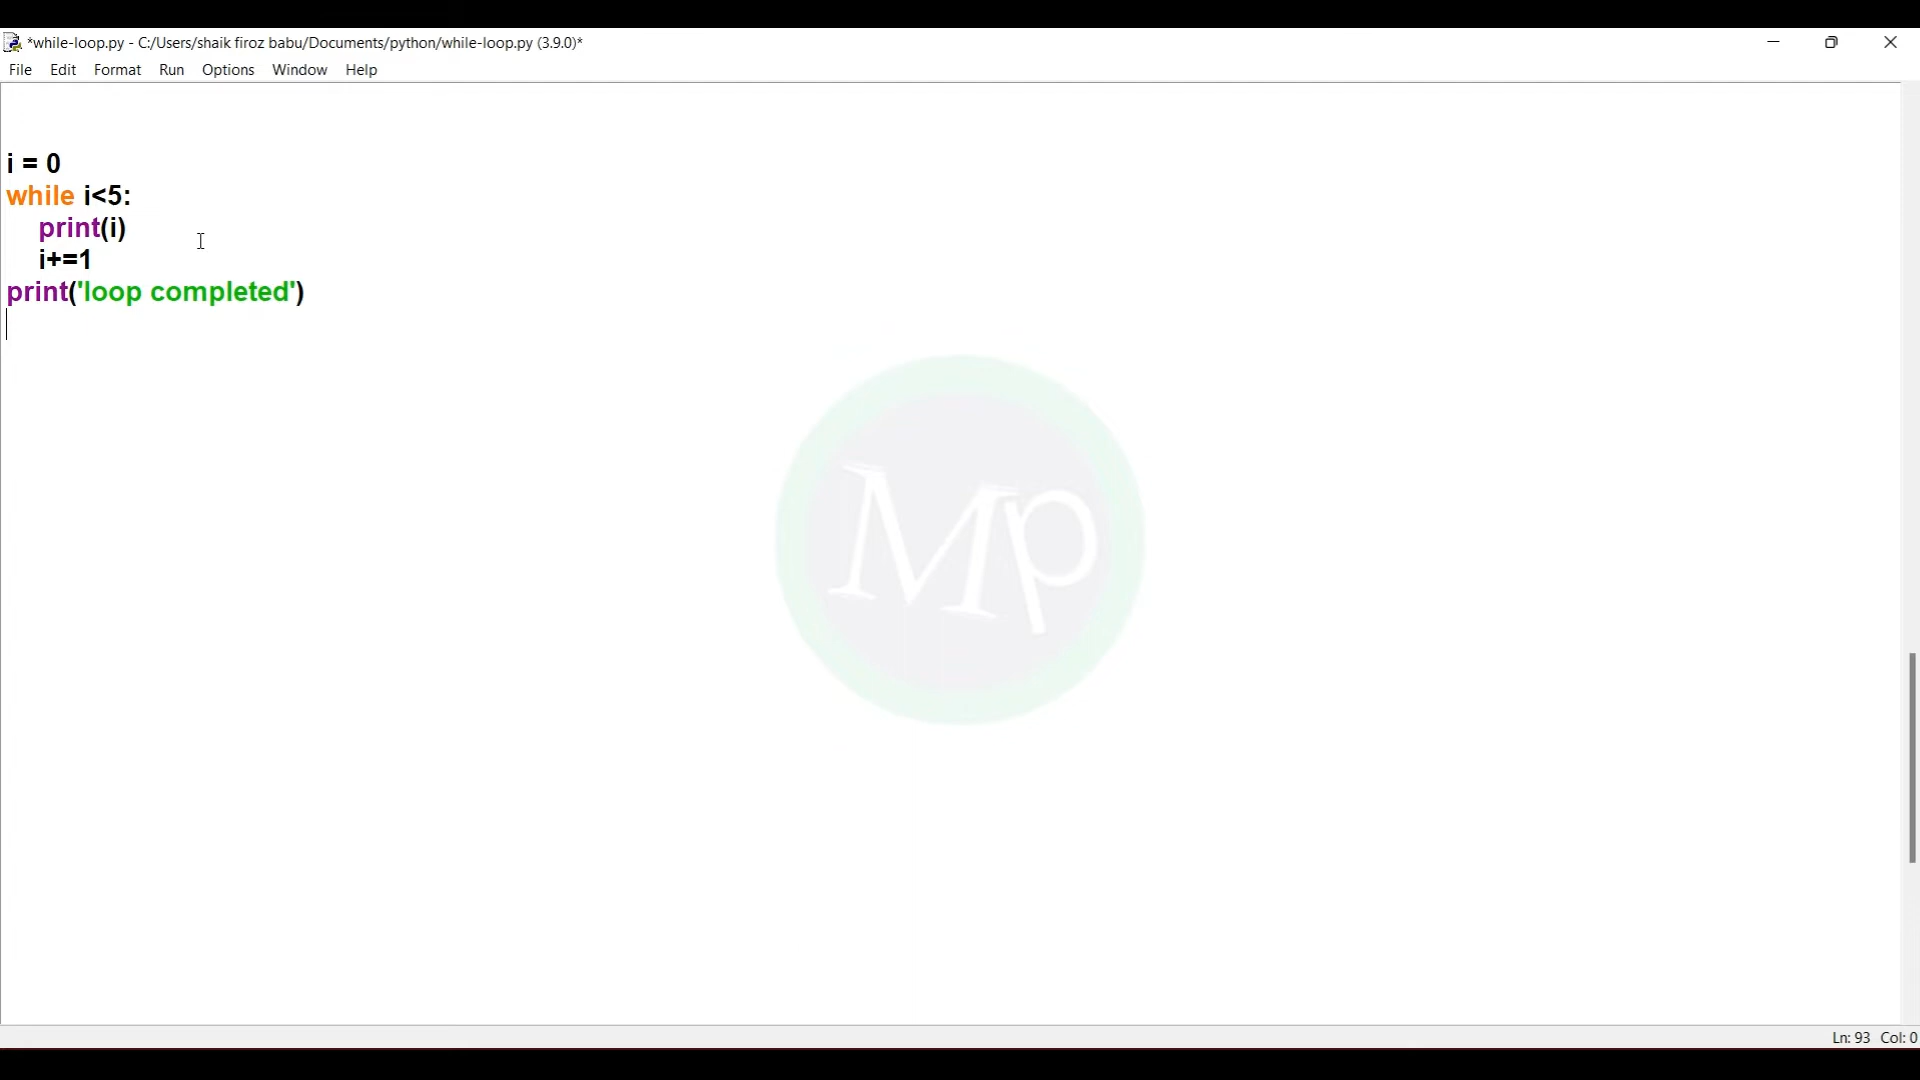 *while-loop.py - C:/Users/shaik firoz babu/Documents/python/while-loop.py (3.9.0)*
File Edit Format Run Options Window Help
i = 0
while i<5:
    print(i)
    i+=1
print('loop completed')
Mp
Ln: 93 Col: 0